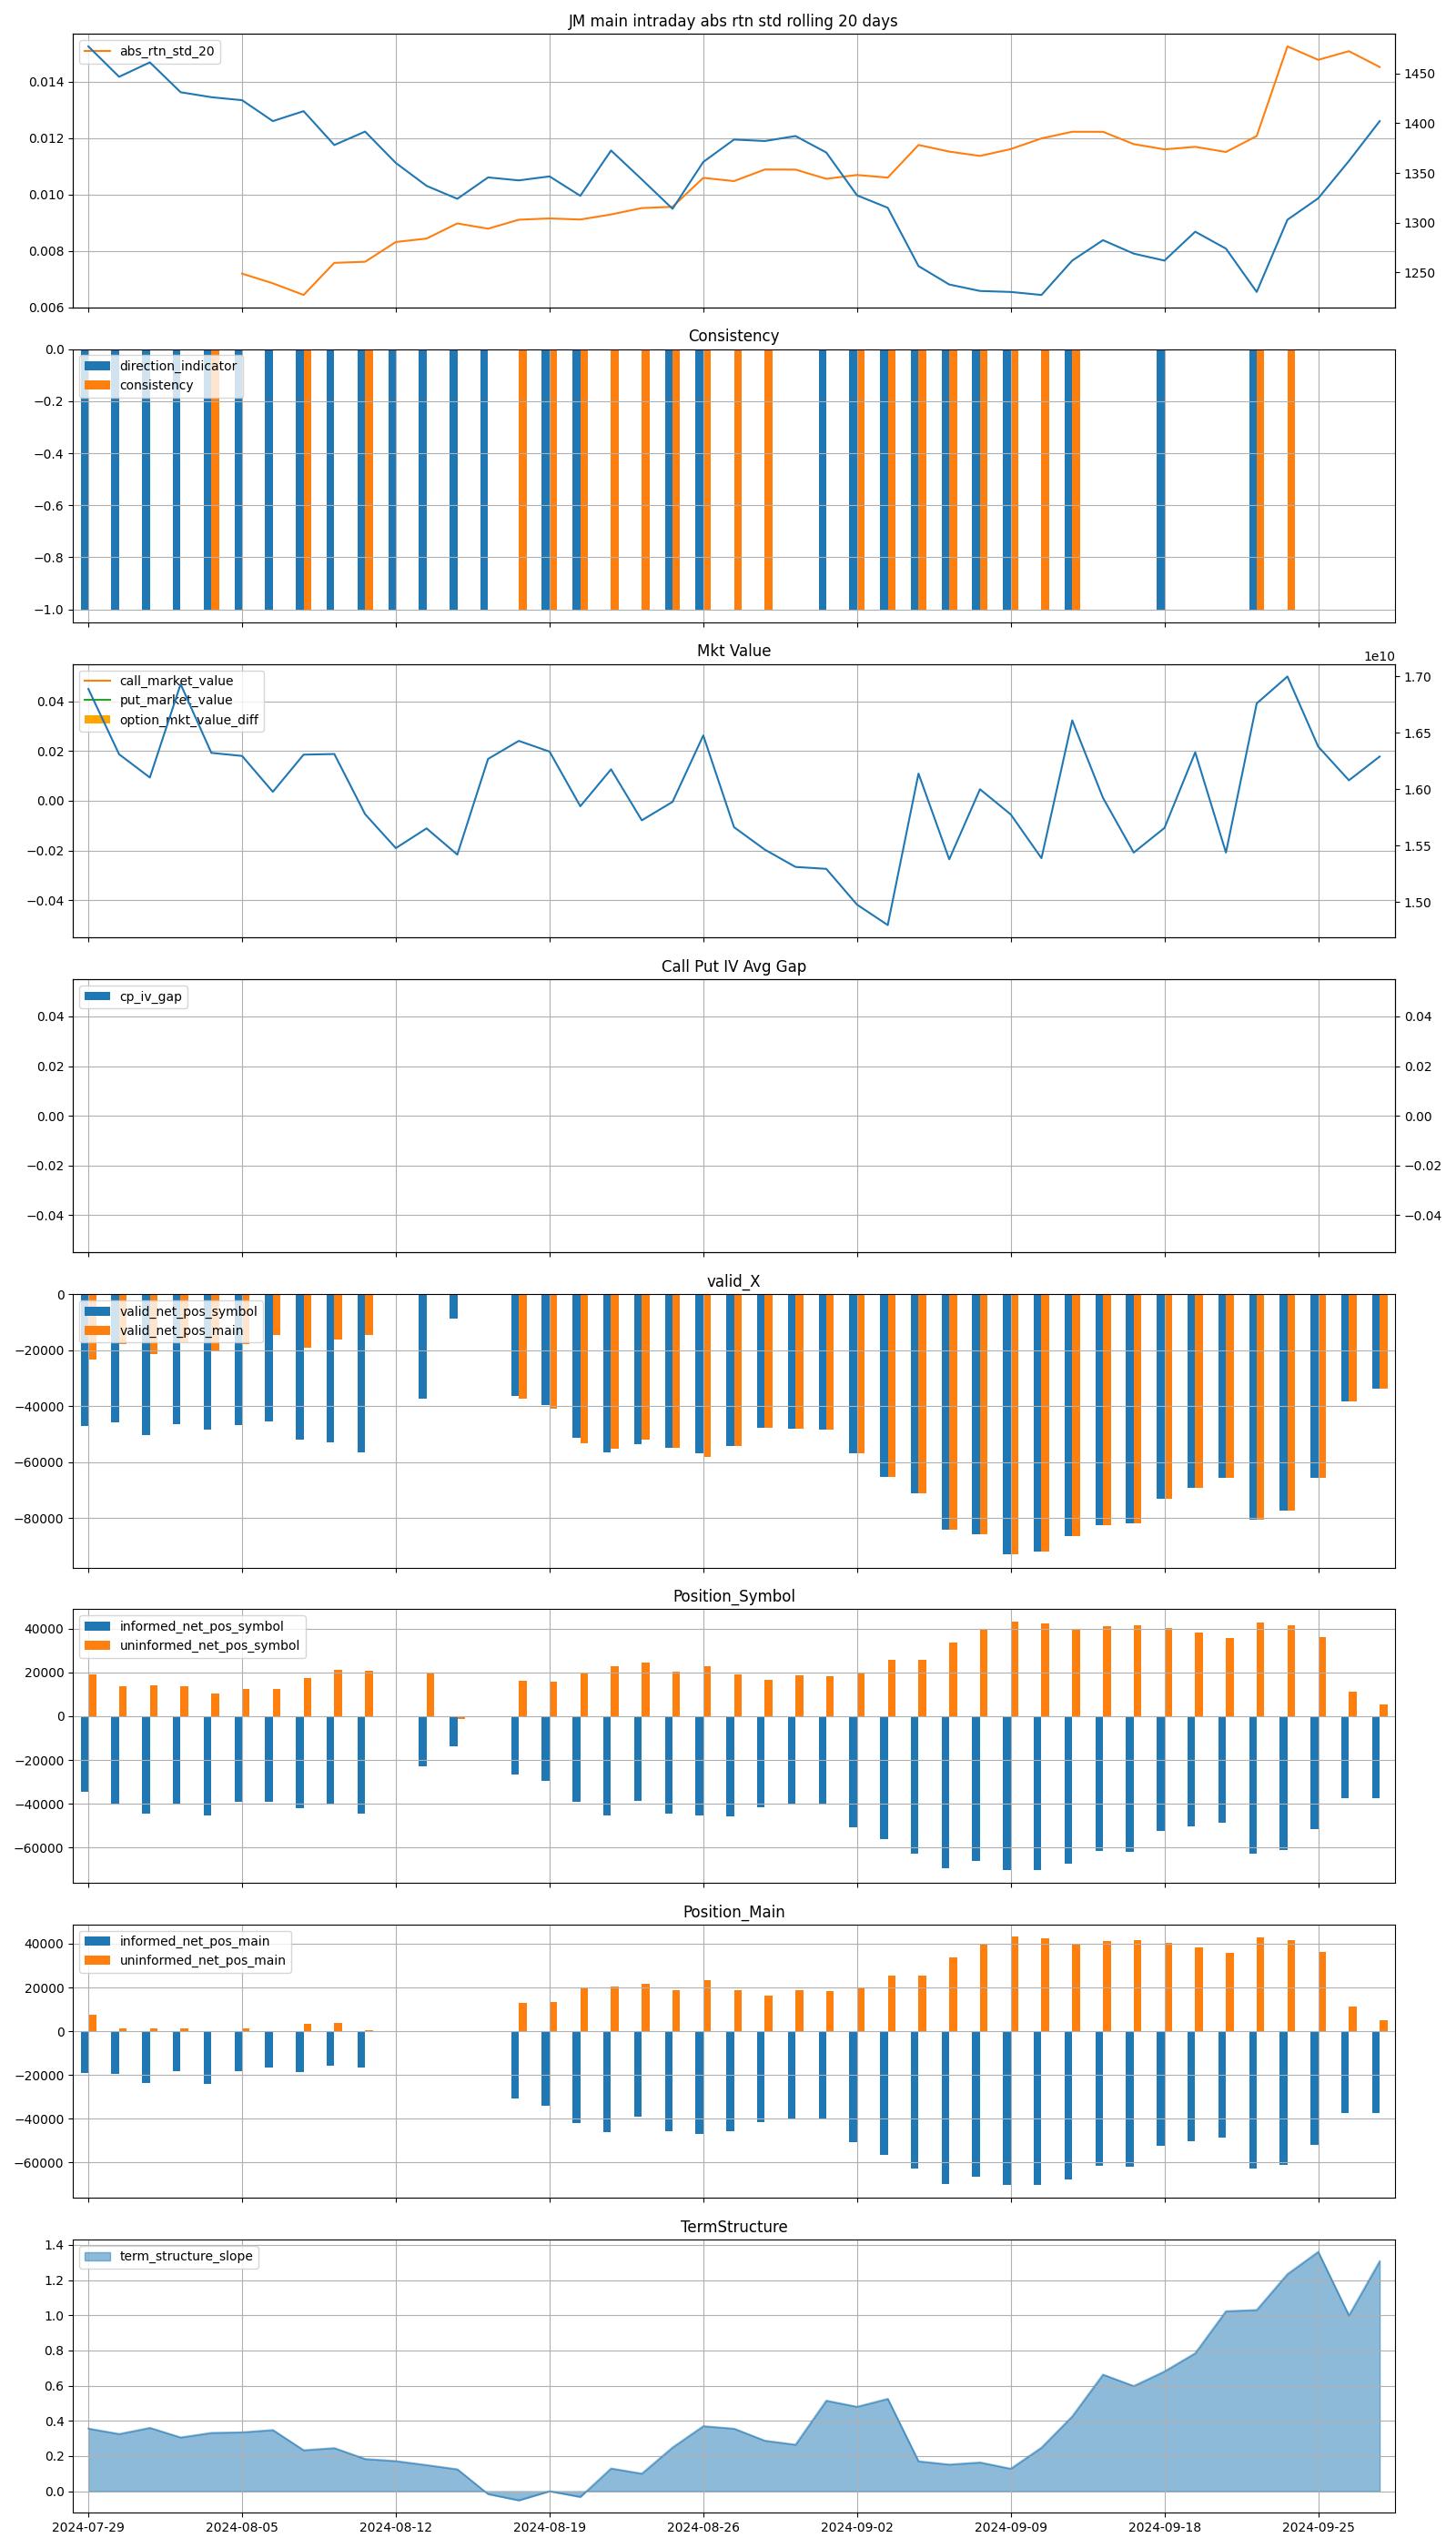 JM main intraday abs rtn std rolling 20 days
abs_rtn_std_20
0.014
0.012
0.010
0.008
0.006
1450
1400
1350
1300
1250
Consistency
direction_indicator
consistency
0.0
−0.2
−0.4
−0.6
−0.8
−1.0
Mkt Value
1e10
call_market_value
put_market_value
option_mkt_value_diff
0.04
0.02
0.00
−0.02
−0.04
1.70
1.65
1.60
1.55
1.50
Call Put IV Avg Gap
cp_iv_gap
0.04
0.02
0.00
−0.02
−0.04
0.04
0.02
0.00
−0.02
−0.04
valid_X
valid_net_pos_symbol
valid_net_pos_main
0
−20000
−40000
−60000
−80000
Position_Symbol
informed_net_pos_symbol
uninformed_net_pos_symbol
40000
20000
0
−20000
−40000
−60000
Position_Main
informed_net_pos_main
uninformed_net_pos_main
40000
20000
0
−20000
−40000
−60000
TermStructure
term_structure_slope
1.4
1.2
1.0
0.8
0.6
0.4
0.2
0.0
2024-07-29 2024-08-05 2024-08-12 2024-08-19 2024-08-26 2024-09-02 2024-09-09 2024-09-18 2024-09-25